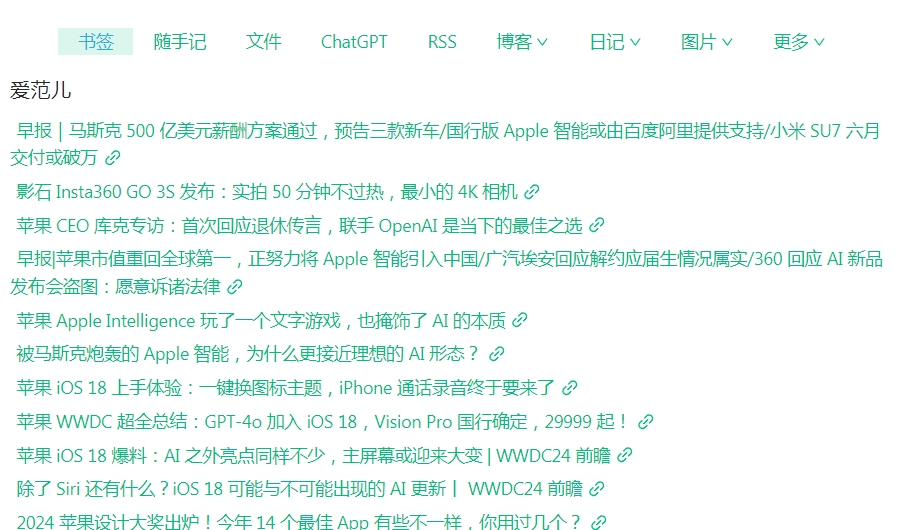 书签 随手记 文件 ChatGPT RSS 博客 日记 图片 更多
爱范儿
早报｜马斯克 500 亿美元薪酬方案通过，预告三款新车/国行版 Apple 智能或由百度阿里提供支持/小米 SU7 六月
交付或破万
影石 Insta360 GO 3S 发布：实拍 50 分钟不过热，最小的 4K 相机
苹果 CEO 库克专访：首次回应退休传言，联手 OpenAI 是当下的最佳之选
早报|苹果市值重回全球第一，正努力将 Apple 智能引入中国/广汽埃安回应解约应届生情况属实/360 回应 AI 新品
发布会盗图：愿意诉诸法律
苹果 Apple Intelligence 玩了一个文字游戏，也掩饰了 AI 的本质
被马斯克炮轰的 Apple 智能，为什么更接近理想的 AI 形态？
苹果 iOS 18 上手体验：一键换图标主题，iPhone 通话录音终于要来了
苹果 WWDC 超全总结：GPT-4o 加入 iOS 18，Vision Pro 国行确定，29999 起！
苹果 iOS 18 爆料：AI 之外亮点同样不少，主屏幕或迎来大变 | WWDC24 前瞻
除了 Siri 还有什么？iOS 18 可能与不可能出现的 AI 更新丨 WWDC24 前瞻
2024 苹果设计大奖出炉！今年 14 个最佳 App 有些不一样，你用过几个？